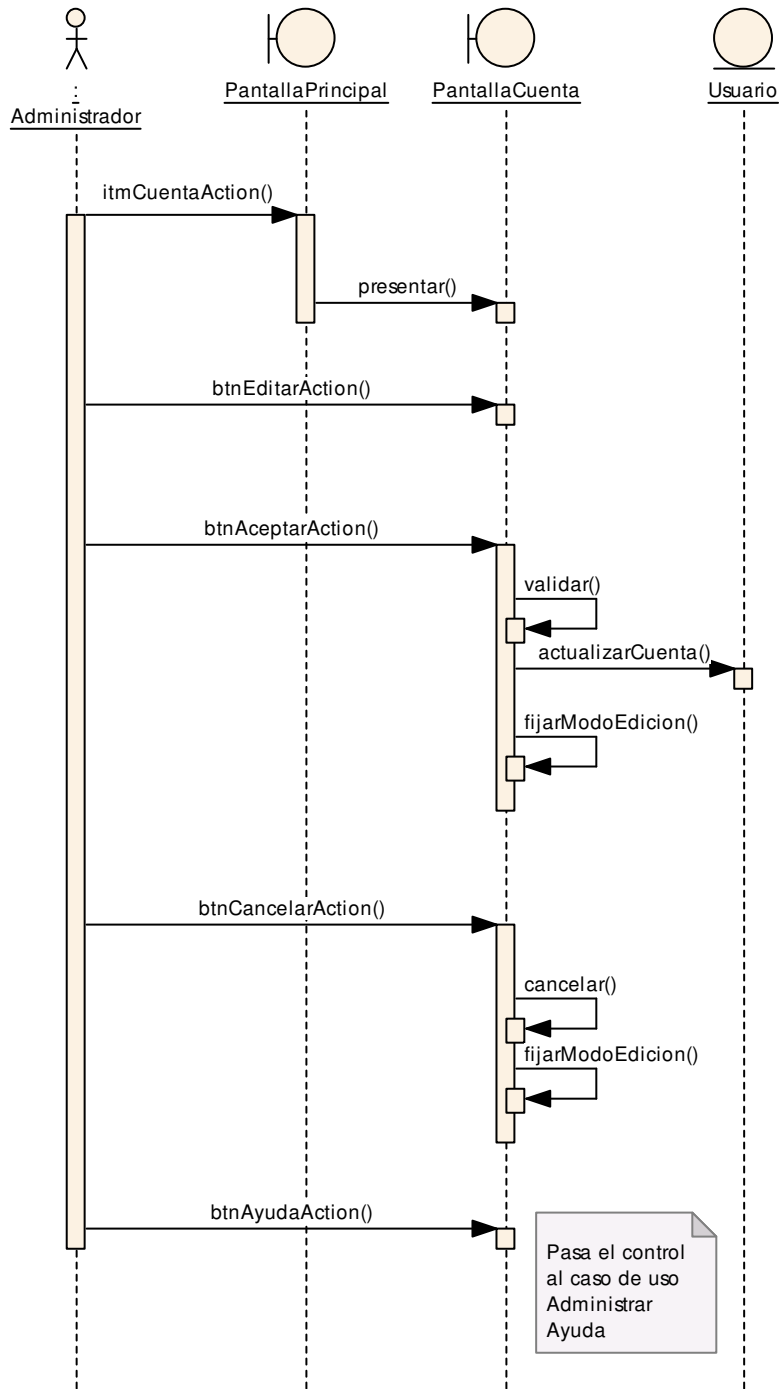 :
Administrador
PantallaPrincipal
PantallaCuenta
Usuario
itmCuentaAction()
presentar()
btnEditarAction()
btnAceptarAction()
validar()
actualizarCuenta()
fijarModoEdicion()
btnCancelarAction()
cancelar()
fijarModoEdicion()
btnAyudaAction()
Pasa el control
al caso de uso
Administrar
Ayuda